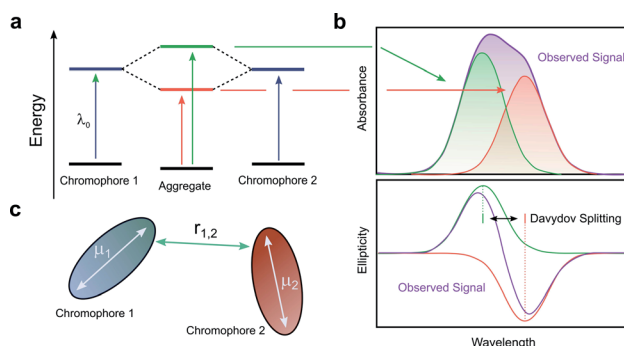 a
Energy
λ0
Chromophore 1
Aggregate
Chromophore 2
b
Absorbance
Observed Signal
Davydov Splitting
Ellipticity
Observed Signal
Wavelength
c
r1,2
μ1
μ2
Chromophore 1
Chromophore 2